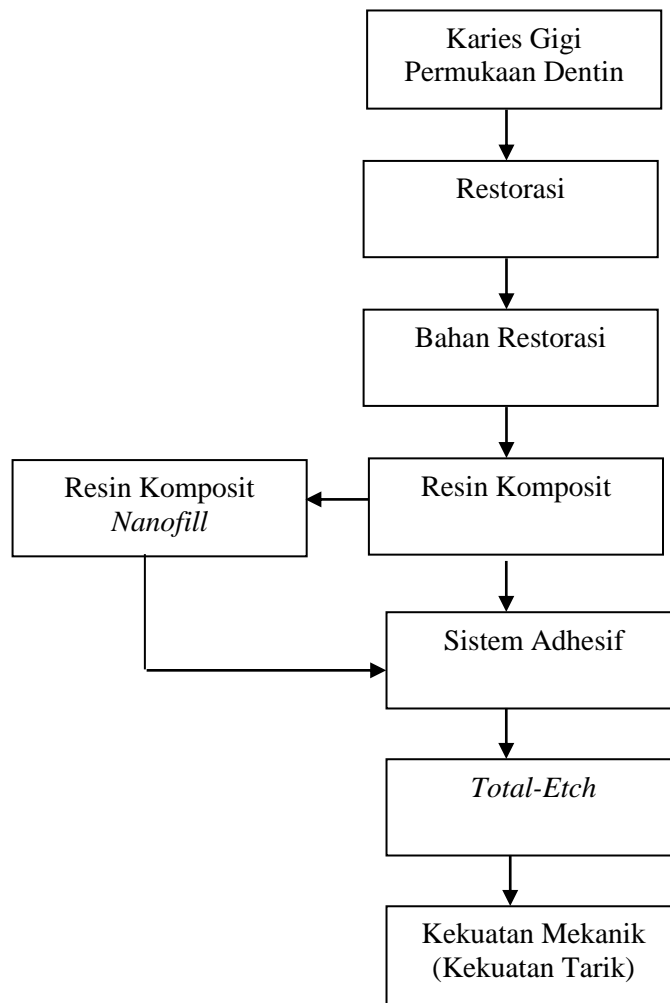 Karies Gigi
Permukaan Dentin
Restorasi
Bahan Restorasi
Resin Komposit
Nanofill
Resin Komposit
Sistem Adhesif
Total-Etch
Kekuatan Mekanik
(Kekuatan Tarik)